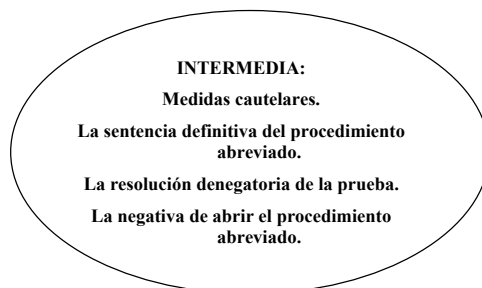 INTERMEDIA:
Medidas cautelares.
La sentencia definitiva del procedimiento
abreviado.
La resolución denegatoria de la prueba.
La negativa de abrir el procedimiento
abreviado.